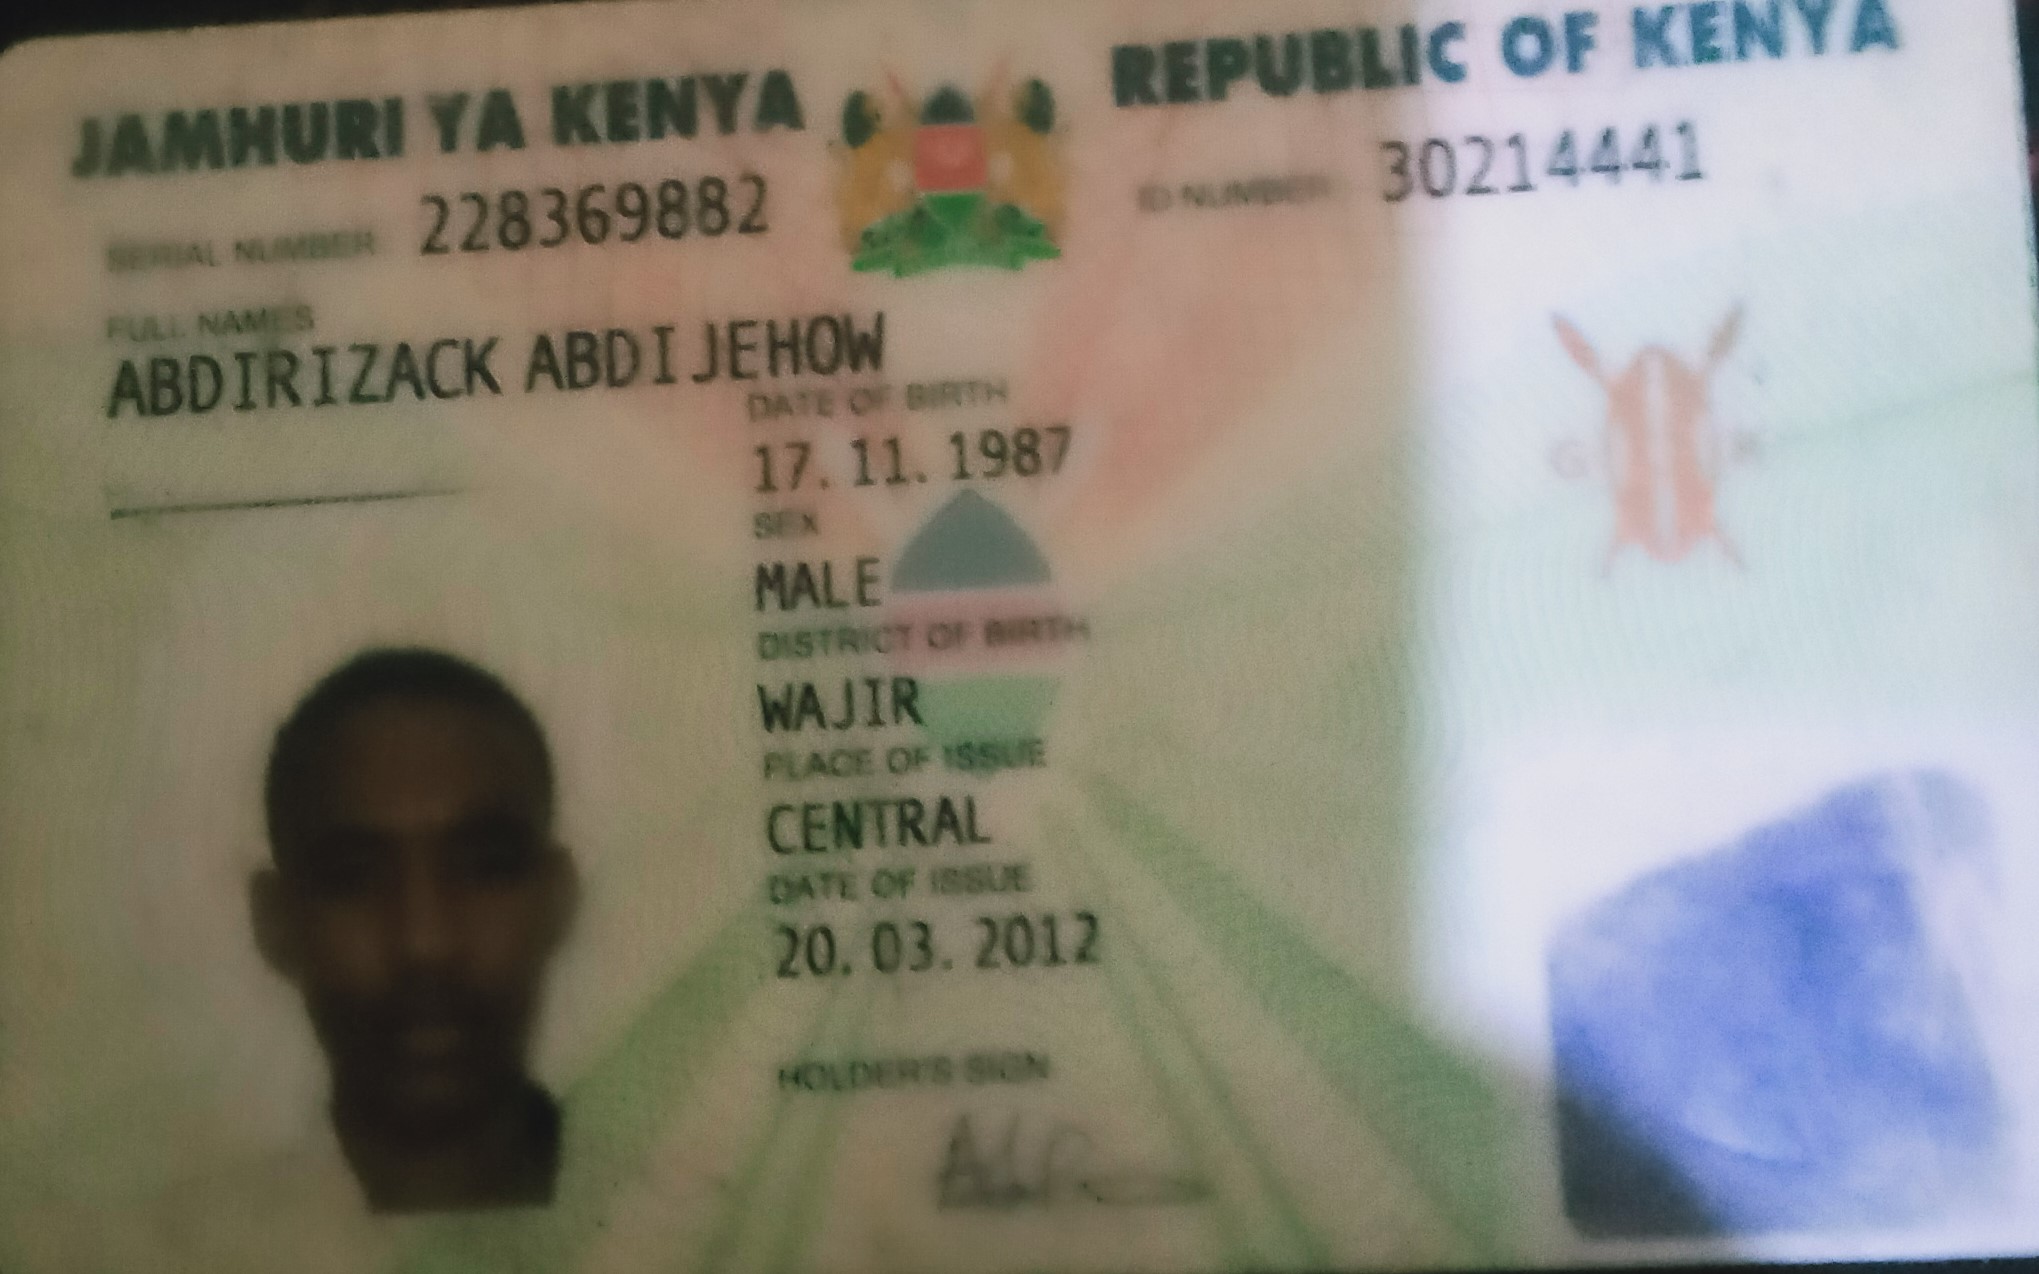 JAMHURI YA KENYA
REPUBLIC OF KENYA
SERIAL NUMBER 228369882
ID NUMBER 30214441
FULL NAMES
ABDIRIZACK ABDI JEHOW
DATE OF BIRTH
17. 11. 1987
SEX
MALE
DISTRICT OF BIRTH
WAJIR
PLACE OF ISSUE
CENTRAL
DATE OF ISSUE
20. 03. 2012
HOLDER'S SIGN